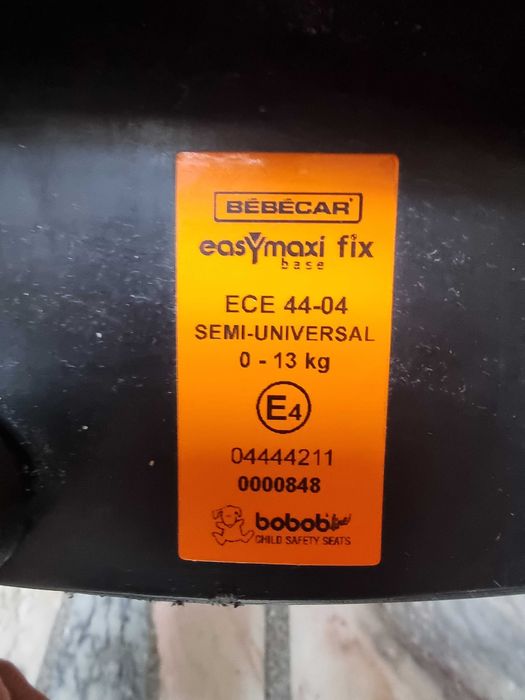 BÉBÉCAR
easymaxi fix
base
ECE 44-04
SEMI-UNIVERSAL
0 - 13 kg
E4
04444211
0000848
bobob
CHILD SAFETY SEATS